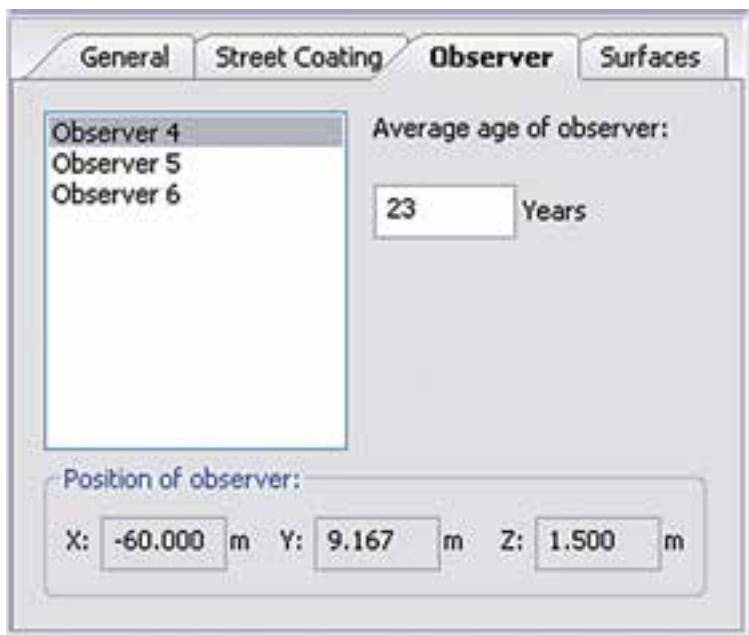 General Street Coating Observer Surfaces
Observer 4
Observer 5
Observer 6
Average age of observer:
23 Years
Position of observer:
X: -60.000 m Y: 9.167 m Z: 1.500 m